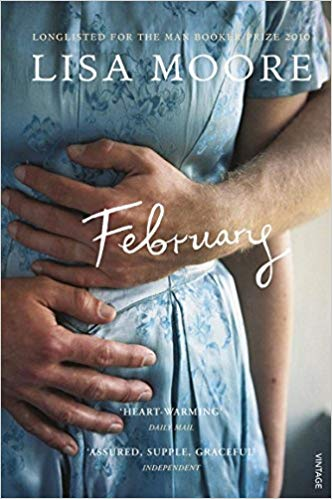 LONGLISTED FOR THE MAN BOOKER PRIZE 2010
LISA MOORE
February
'HEART-WARMING'
DAILY MAIL
'ASSURED, SUPPLE, GRACEFUL'
INDEPENDENT
VINTAGE